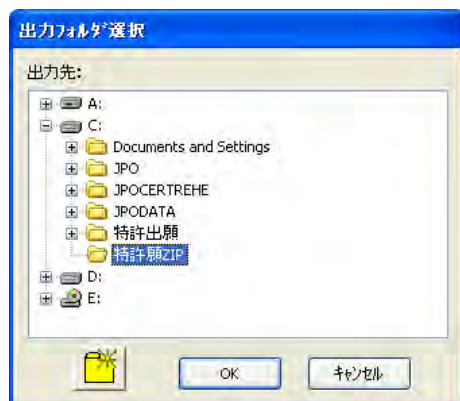 出力ﾌｫﾙﾀﾞ選択
出力先:
A:
C:
Documents and Settings
JPO
JPOCERTREHE
JPODATA
特許出願
特許願ZIP
D:
E:
OK
ｷｬﾝｾﾙ